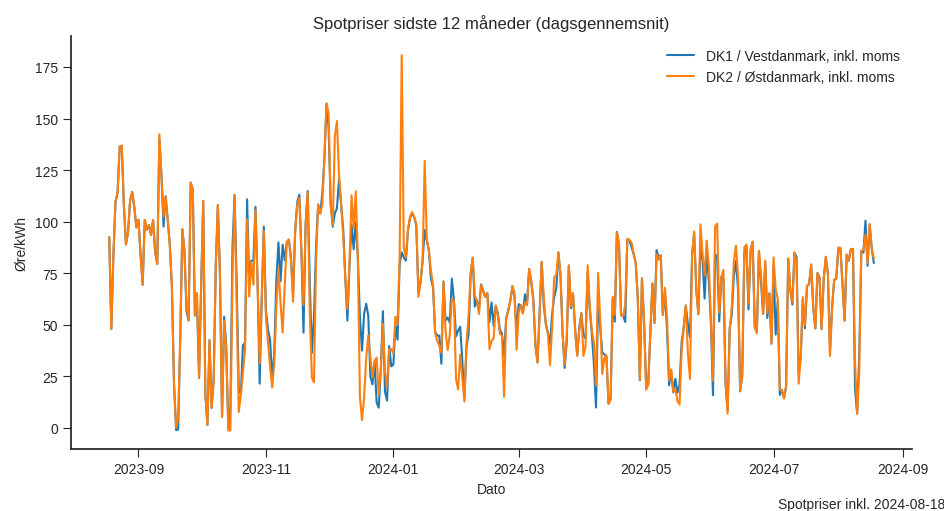 Spotpriser sidste 12 måneder (dagsgennemsnit)
DK1 / Vestdanmark, inkl. moms
DK2 / Østdanmark, inkl. moms
Øre/kWh
175
150
125
100
75
50
25
0
2023-09 2023-11 2024-01 2024-03 2024-05 2024-07 2024-09
Dato
Spotpriser inkl. 2024-08-18